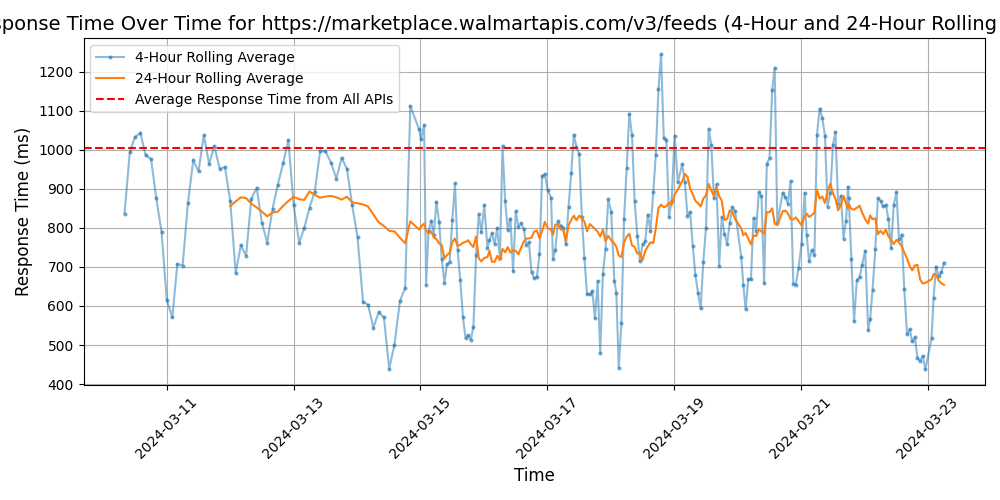 ponse Time Over Time for https://marketplace.walmartapis.com/v3/feeds (4-Hour and 24-Hour Rolling
4-Hour Rolling Average
24-Hour Rolling Average
Average Response Time from All APIs
Response Time (ms)
1200
1100
1000
900
800
700
600
500
400
2024-03-11
2024-03-13
2024-03-15
2024-03-17
2024-03-19
2024-03-21
2024-03-23
Time